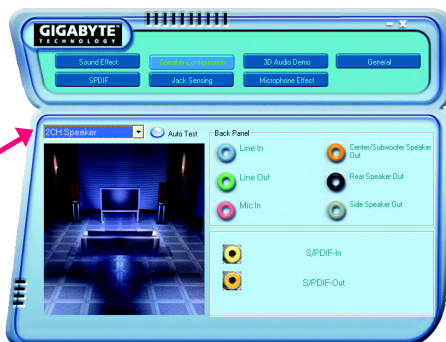 GIGABYTE™
TECHNOLOGY
– X
Sound Effect
Speaker Configuration
3D Audio Demo
General
SPDIF
Jack Sensing
Microphone Effect
2CH Speaker
Auto Test
Back Panel
Line In
Center/Subwoofer Speaker
Out
Line Out
Rear Speaker Out
Mic In
Side Speaker Out
S/PDIF-In
S/PDIF-Out